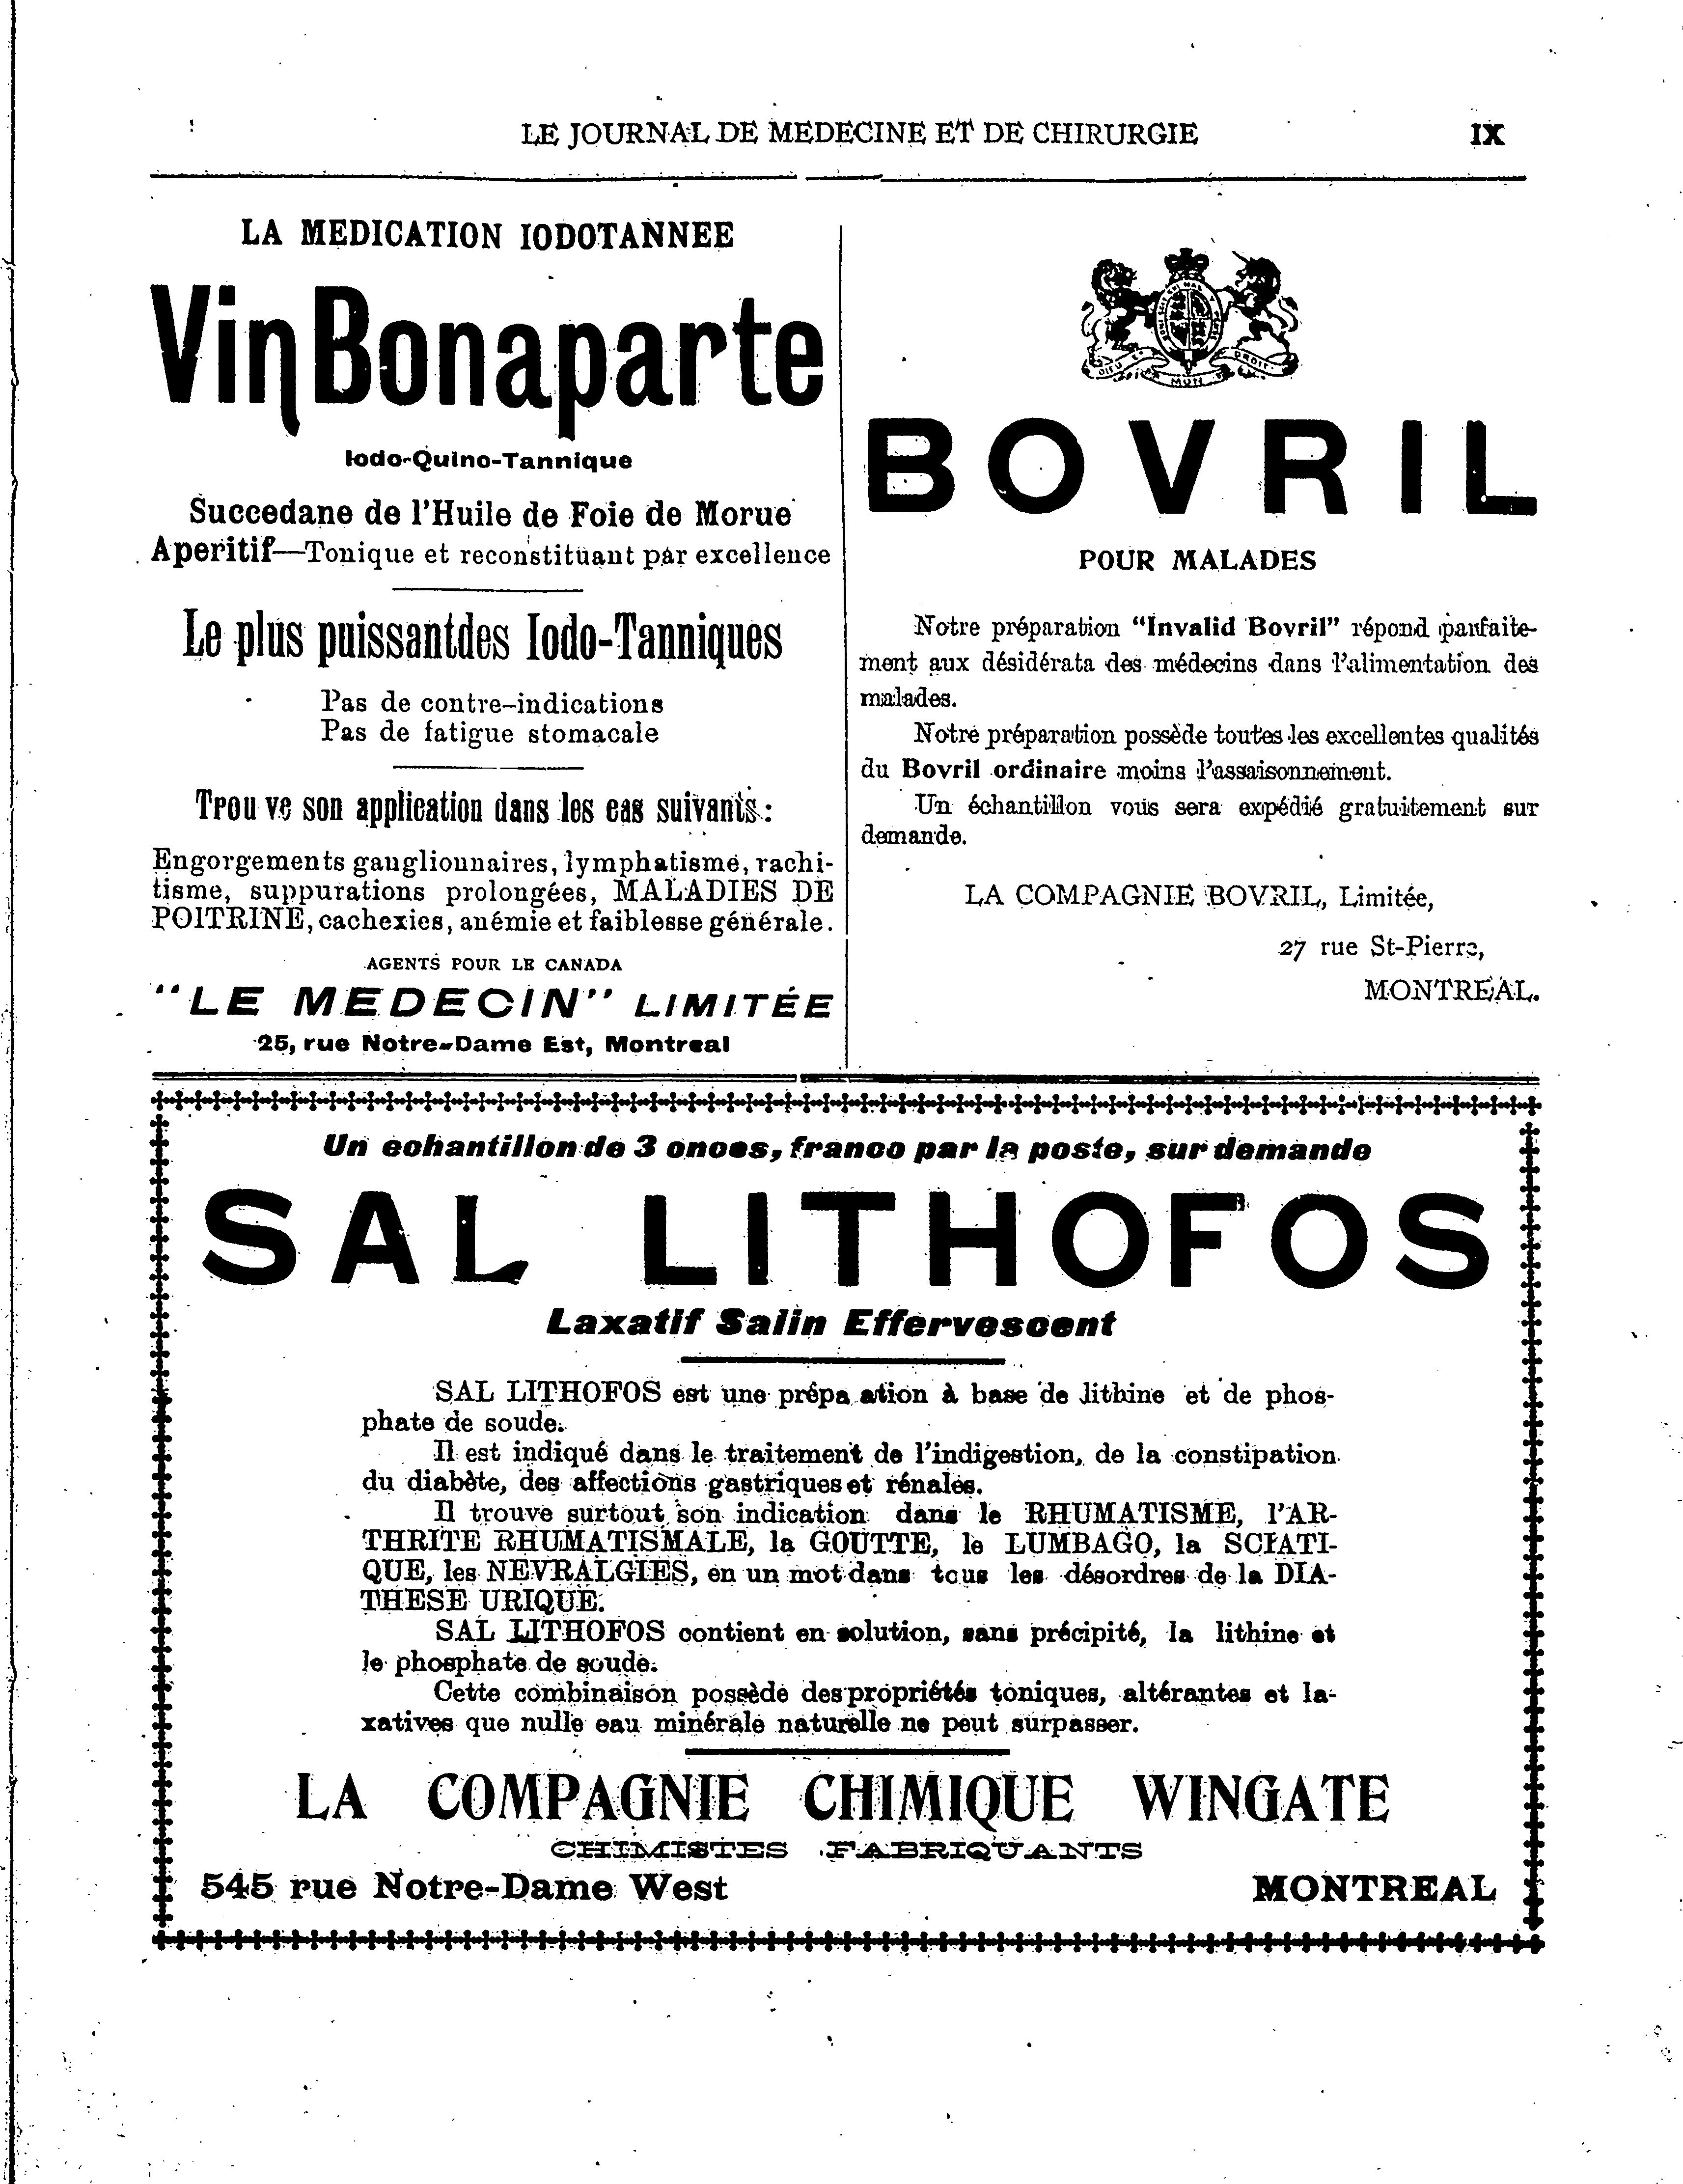 LE JOURNAL DE MEDECINE ET DE CHIRURGIE IX
LA MEDICATION IODOTANNEE
Vin Bonaparte
Iodo-Quino-Tannique
Succedane de l'Huile de Foie de Morue
Aperitif—Tonique et reconstituant par excellence
Le plus puissantdes Iodo-Tanniques
Pas de contre-indications
Pas de fatigue stomacale
Trou ve son application dans les cas suivants:
Engorgements gauglionnaires, lymphatisme, rachi-
tisme, suppurations prolongées, MALADIES DE
POITRINE, cachexies, anémie et faiblesse générale.
AGENTS POUR LE CANADA
"LE MEDECIN" LIMITÉE
25, rue Notre-Dame Est, Montreal
DIEU ET MON DROIT
BOVRIL
POUR MALADES
Notre préparation "Invalid Bovril" répond parfaite-
ment aux désidérata des médecins dans l'alimentation des
malades.
Notre préparation possède toutes les excellentes qualités
du Bovril ordinaire moins l'assaisonnement.
Un échantillon vous sera expédié gratuitement sur
demande.
LA COMPAGNIE BOVRIL, Limitée,
27 rue St-Pierre,
MONTREAL.
Un echantillon de 3 onces, franco par la poste, sur demande
SAL LITHOFOS
Laxatif Salin Effervescent
SAL LITHOFOS est une prépa ation à base de lithine et de phos-
phate de soude.
Il est indiqué dans le traitement de l'indigestion, de la constipation
du diabète, des affections gastriques et rénales.
Il trouve surtout son indication dans le RHUMATISME, l'AR-
THRITE RHUMATISMALE, la GOUTTE, le LUMBAGO, la SCIATI-
QUE, les NEVRALGIES, en un mot dans tous les désordres de la DIA-
THESE URIQUE.
SAL LITHOFOS contient en solution, sans précipité, la lithine et
le phosphate de soude.
Cette combinaison possède des propriétés toniques, altérantes et la-
xatives que nulle eau minérale naturelle ne peut surpasser.
LA COMPAGNIE CHIMIQUE WINGATE
CHIMISTES FABRIQUANTS
545 rue Notre-Dame West MONTREAL